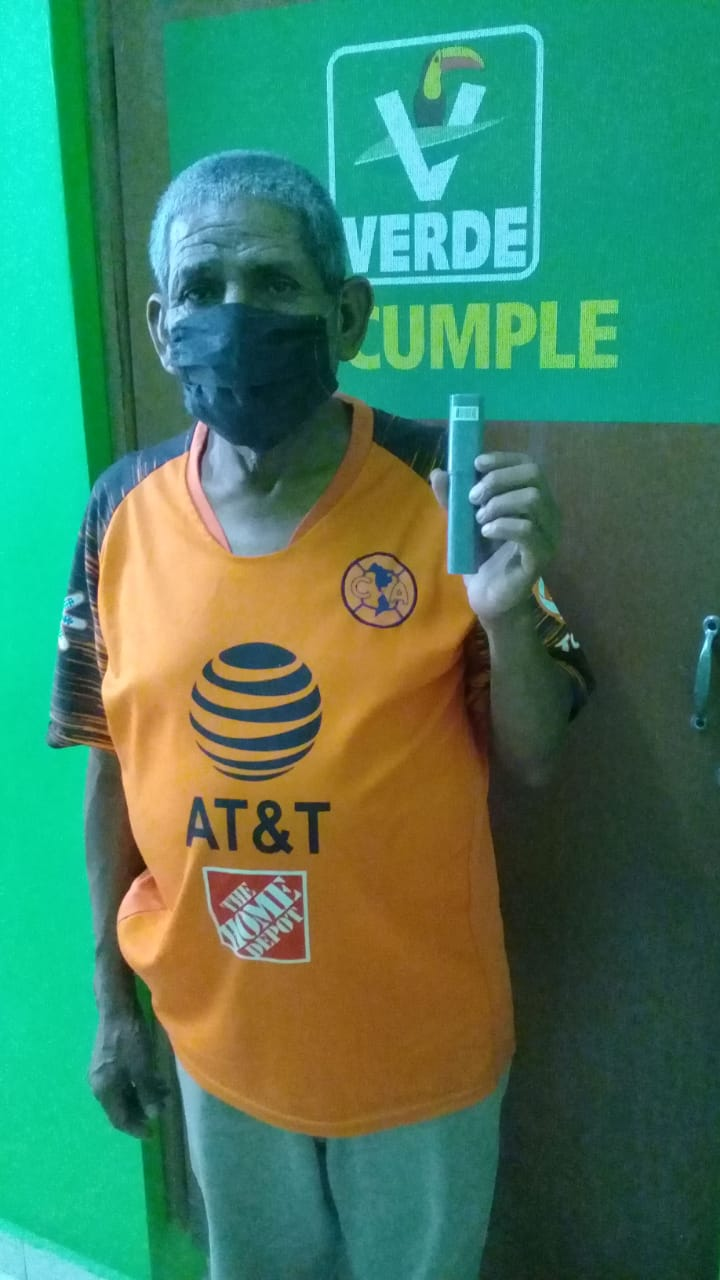 V
VERDE
CUMPLE
C A
AT&T
THE
HOME
DEPOT